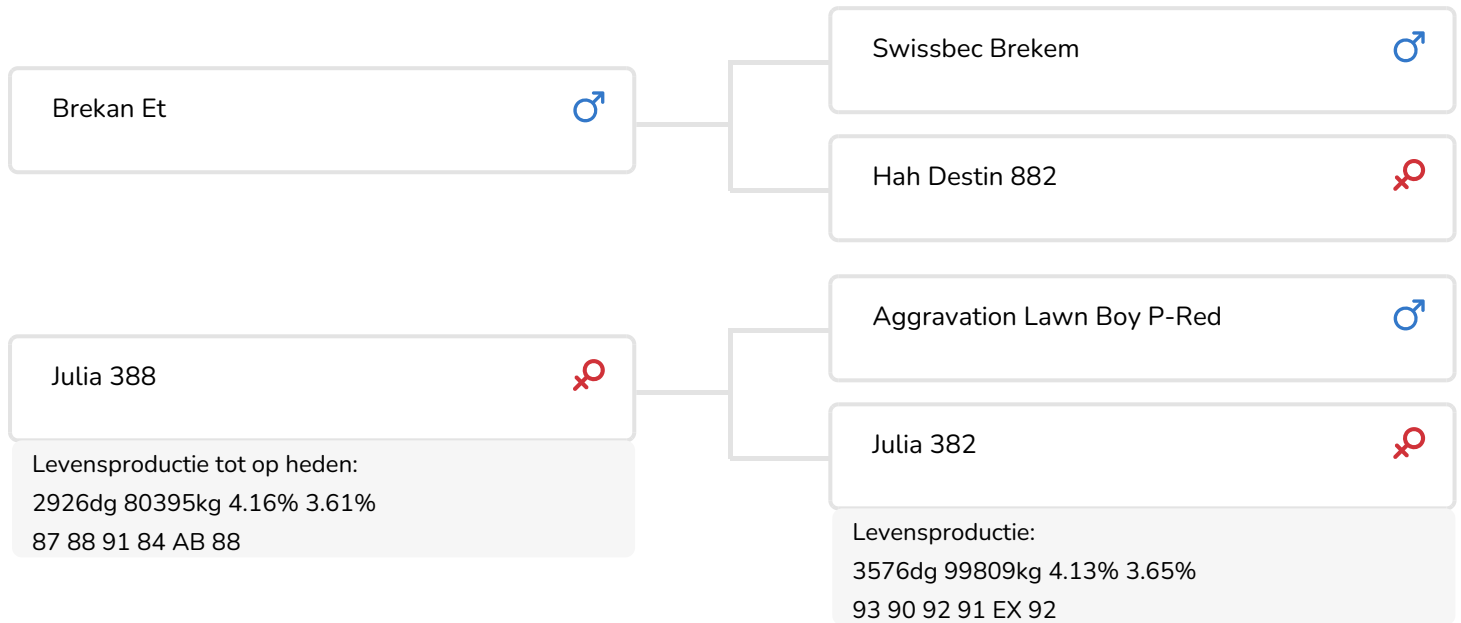 Brekan Et
Swissbec Brekem
Hah Destin 882
Julia 388
Levensproductie tot op heden:
2926dg 80395kg 4.16% 3.61%
87 88 91 84 AB 88
Aggravation Lawn Boy P-Red
Julia 382
Levensproductie:
3576dg 99809kg 4.13% 3.65%
93 90 92 91 EX 92